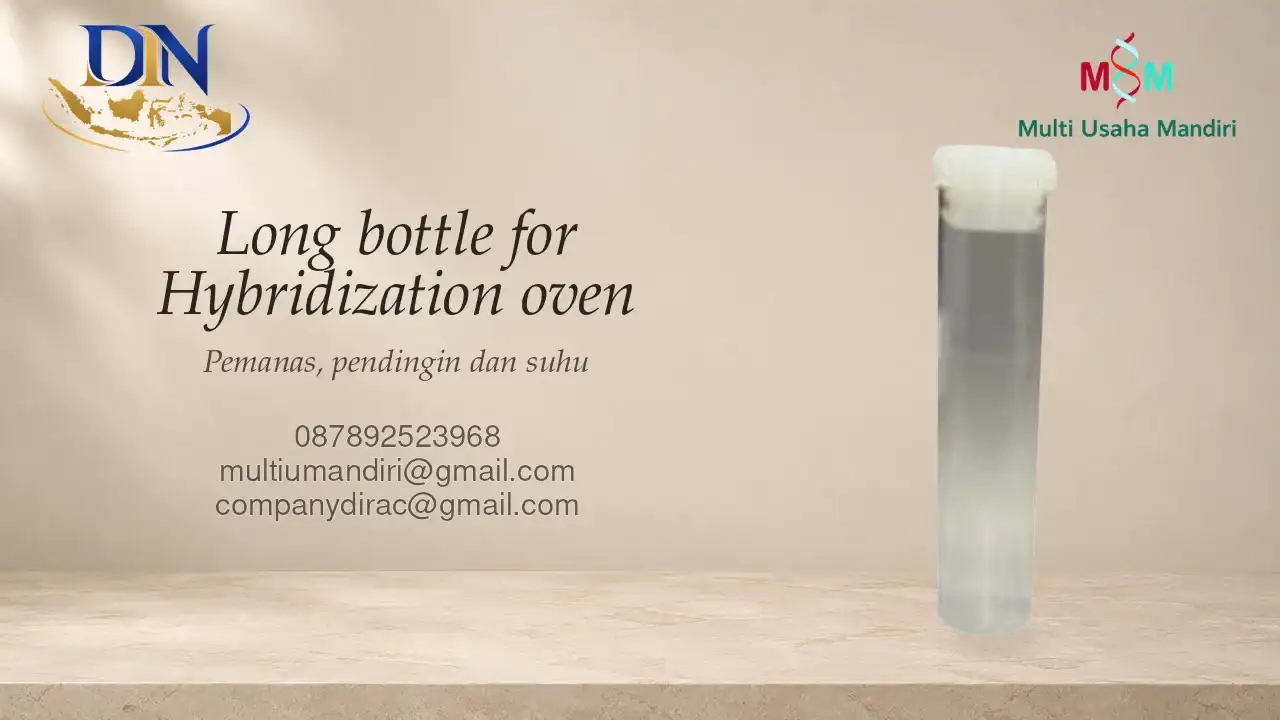 DIN
MSM
Multi Usaha Mandiri
Long bottle for
Hybridization oven
Pemanas, pendingin dan suhu
087892523968
multiumandiri@gmail.com
companydirac@gmail.com